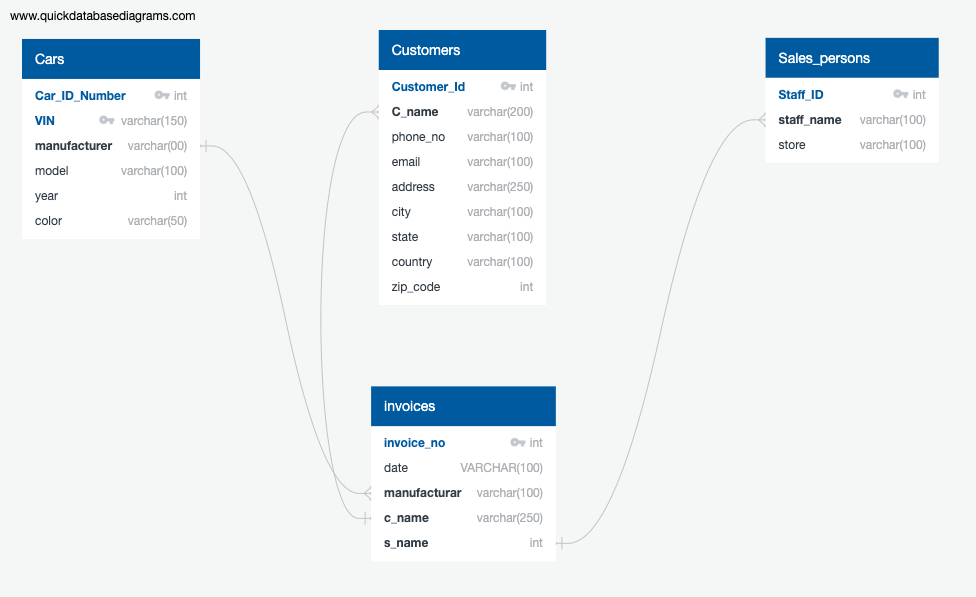 www.quickdatabasediagrams.com
Cars
Car_ID_Number int
VIN varchar(150)
manufacturer varchar(00)
model varchar(100)
year int
color varchar(50)
Customers
Customer_Id int
C_name varchar(200)
phone_no varchar(100)
email varchar(100)
address varchar(250)
city varchar(100)
state varchar(100)
country varchar(100)
zip_code int
Sales_persons
Staff_ID int
staff_name varchar(100)
store varchar(100)
invoices
invoice_no int
date VARCHAR(100)
manufacturar varchar(100)
c_name varchar(250)
s_name int